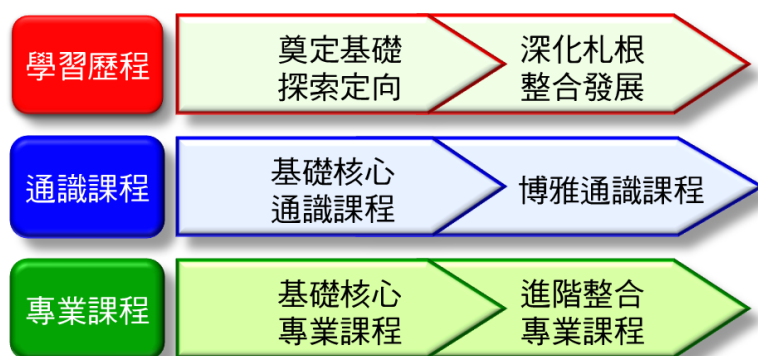 學習歷程
奠定基礎
探索定向
深化札根
整合發展
通識課程
基礎核心
通識課程
博雅通識課程
專業課程
基礎核心
專業課程
進階整合
專業課程